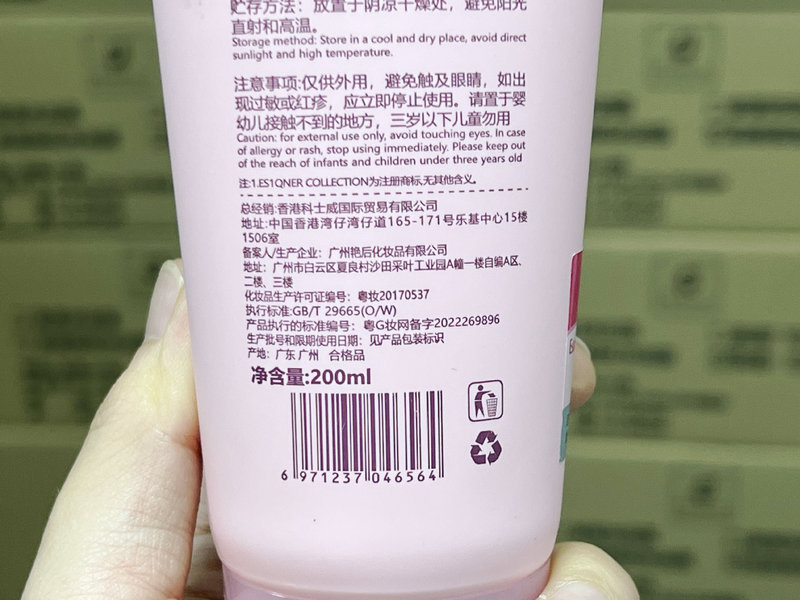 贮存方法：放置于阴凉干燥处，避免阳光
直射和高温。
Storage method: Store in a cool and dry place, avoid direct
sunlight and high temperature.
注意事项:仅供外用，避免触及眼睛，如出
现过敏或红疹，应立即停止使用。请置于婴
幼儿接触不到的地方，三岁以下儿童勿用
Caution: for external use only, avoid touching eyes. In case
of allergy or rash, stop using immediately. Please keep out
of the reach of infants and children under three years old
注:1.ES1QNER COLLECTION为注册商标,无其他含义。
总经销:香港科士威国际贸易有限公司
地址:中国香港湾仔湾仔道165-171号乐基中心15楼
1506室
备案人/生产企业：广州艳后化妆品有限公司
地址：广州市白云区夏良村沙田采叶工业园A幢一楼自编A区、
二楼、三楼
化妆品生产许可证编号：粤妆20170537
执行标准:GB/T 29665(O/W)
产品执行的标准编号：粤G妆网备字2022269896
生产批号和限期使用日期：见产品包装标识
产地：广东 广州 合格品
净含量:200ml
6 971237 046564